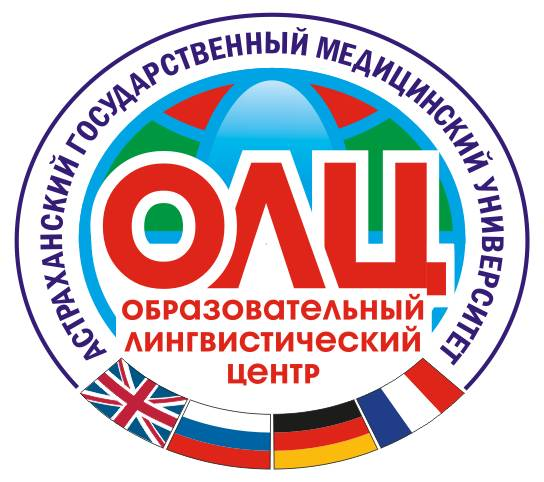 АСТРАХАНСКИЙ ГОСУДАРСТВЕННЫЙ МЕДИЦИНСКИЙ УНИВЕРСИТЕТ
ОЛЦ
ОБРАЗОВАТЕЛЬНЫЙ
ЛИНГВИСТИЧЕСКИЙ
ЦЕНТР